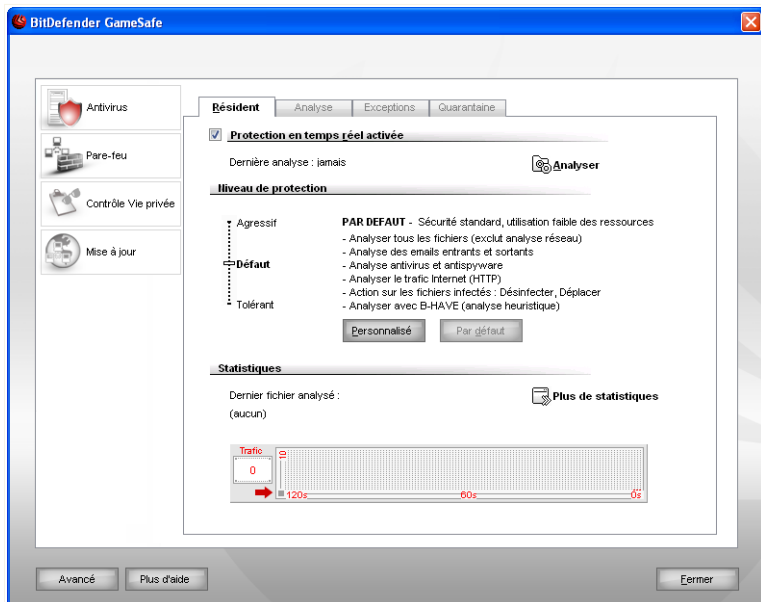 BitDefender GameSafe
Antivirus
Pare-feu
Contrôle Vie privée
Mise à jour
Résident
Analyse
Exceptions
Quarantaine
Protection en temps réel activée
Dernière analyse : jamais
Analyser
Niveau de protection
Agressif
Défaut
Tolérant
PAR DEFAUT - Sécurité standard, utilisation faible des ressources
- Analyser tous les fichiers (exclut analyse réseau)
- Analyse des emails entrants et sortants
- Analyse antivirus et antispyware
- Analyser le trafic Internet (HTTP)
- Action sur les fichiers infectés : Désinfecter, Déplacer
- Analyser avec B-HAVE (analyse heuristique)
Personnalisé
Par défaut
Statistiques
Dernier fichier analysé :
(aucun)
Plus de statistiques
Trafic
0
10
120s
60s
0s
Avancé
Plus d'aide
Fermer